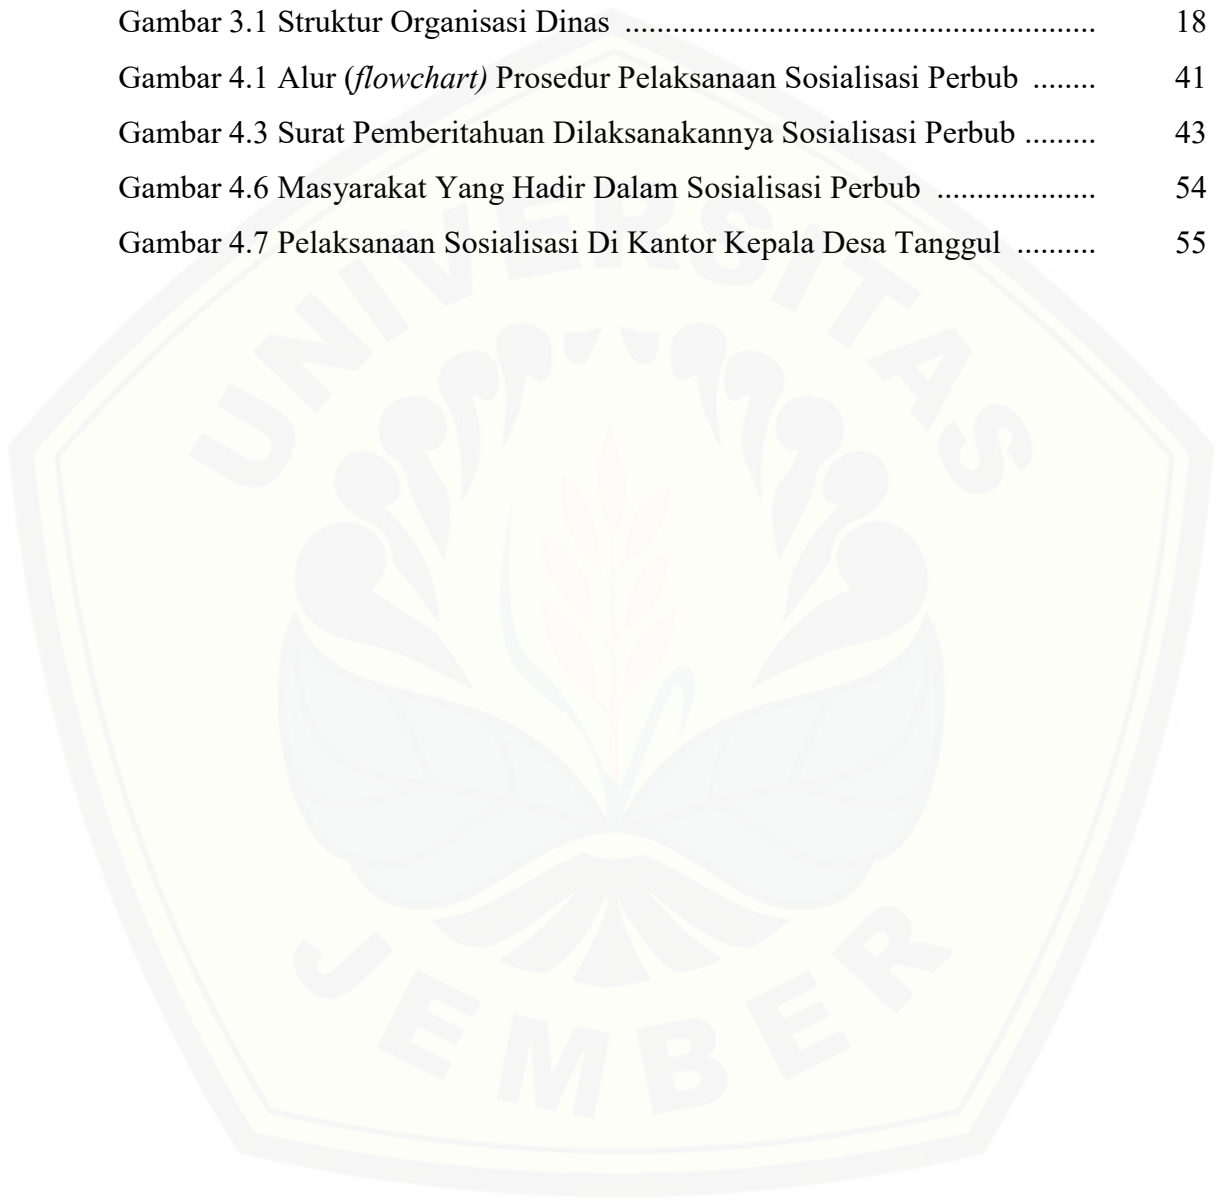 Gambar 3.1 Struktur Organisasi Dinas .......................................................... 18
Gambar 4.1 Alur (flowchart) Prosedur Pelaksanaan Sosialisasi Perbub ........ 41
Gambar 4.3 Surat Pemberitahuan Dilaksanakannya Sosialisasi Perbub ......... 43
Gambar 4.6 Masyarakat Yang Hadir Dalam Sosialisasi Perbub .................... 54
Gambar 4.7 Pelaksanaan Sosialisasi Di Kantor Kepala Desa Tanggul .......... 55
UNIVERSITAS
JEMBER